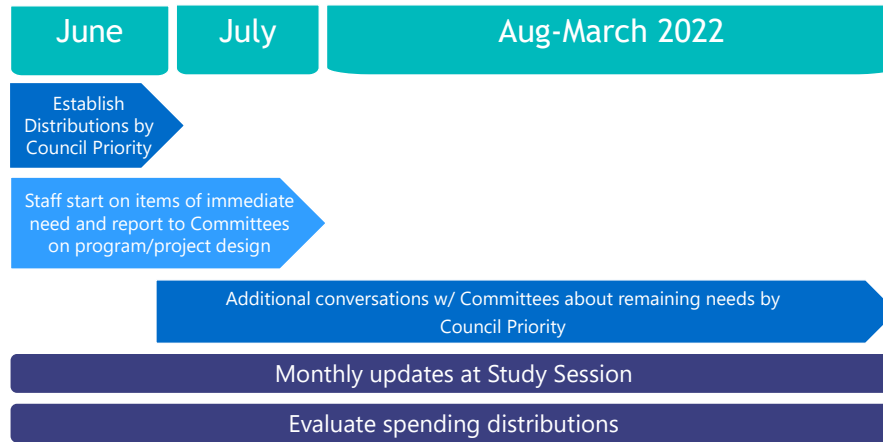 June
July
Aug-March 2022
Establish
Distributions by
Council Priority
Staff start on items of immediate
need and report to Committees
on program/project design
Additional conversations w/ Committees about remaining needs by
Council Priority
Monthly updates at Study Session
Evaluate spending distributions